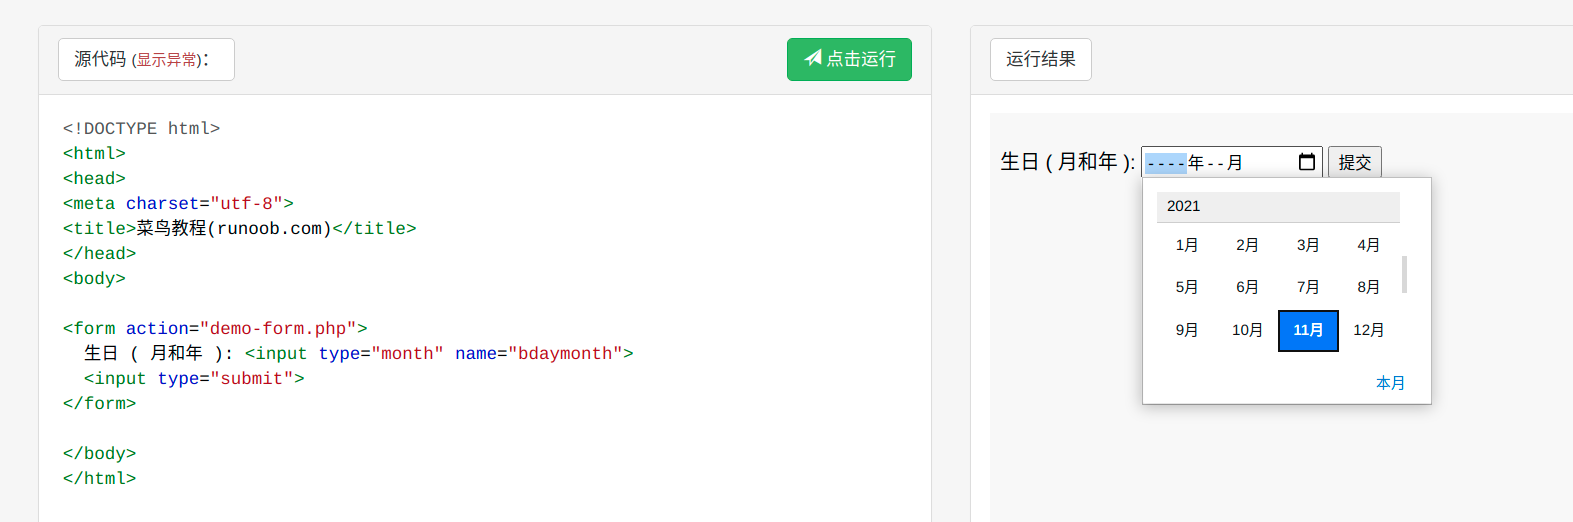 源代码 (显示异常)：
点击运行
<!DOCTYPE html>
<html>
<head>
<meta charset="utf-8">
<title>菜鸟教程(runoob.com)</title>
</head>
<body>
<form action="demo-form.php">
生日 ( 月和年 ): <input type="month" name="bdaymonth">
<input type="submit">
</form>
</body>
</html>
运行结果
生日 ( 月和年 ): ----年--月 提交
2021
1月 2月 3月 4月
5月 6月 7月 8月
9月 10月 11月 12月
本月